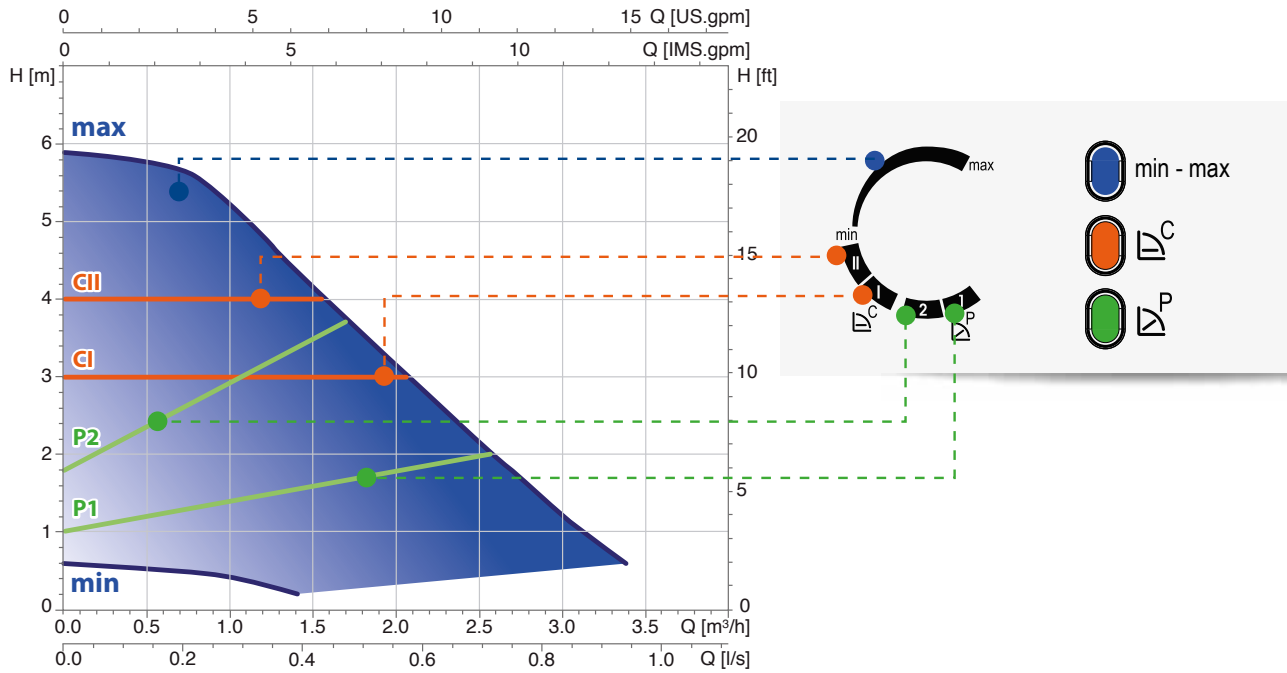 0 5 10 15 Q [US.gpm]
0 5 10 Q [IMS.gpm]
H [m] H [ft]
max
6 20
5
CII
4 15
CI
3 10
P2
2
P1
5
1
min
0 0
0.0 0.5 1.0 1.5 2.0 2.5 3.0 3.5 Q [m³/h]
0.0 0.2 0.4 0.6 0.8 1.0 Q [l/s]
max
min
II
I
2
1
C
P
min - max
C
P